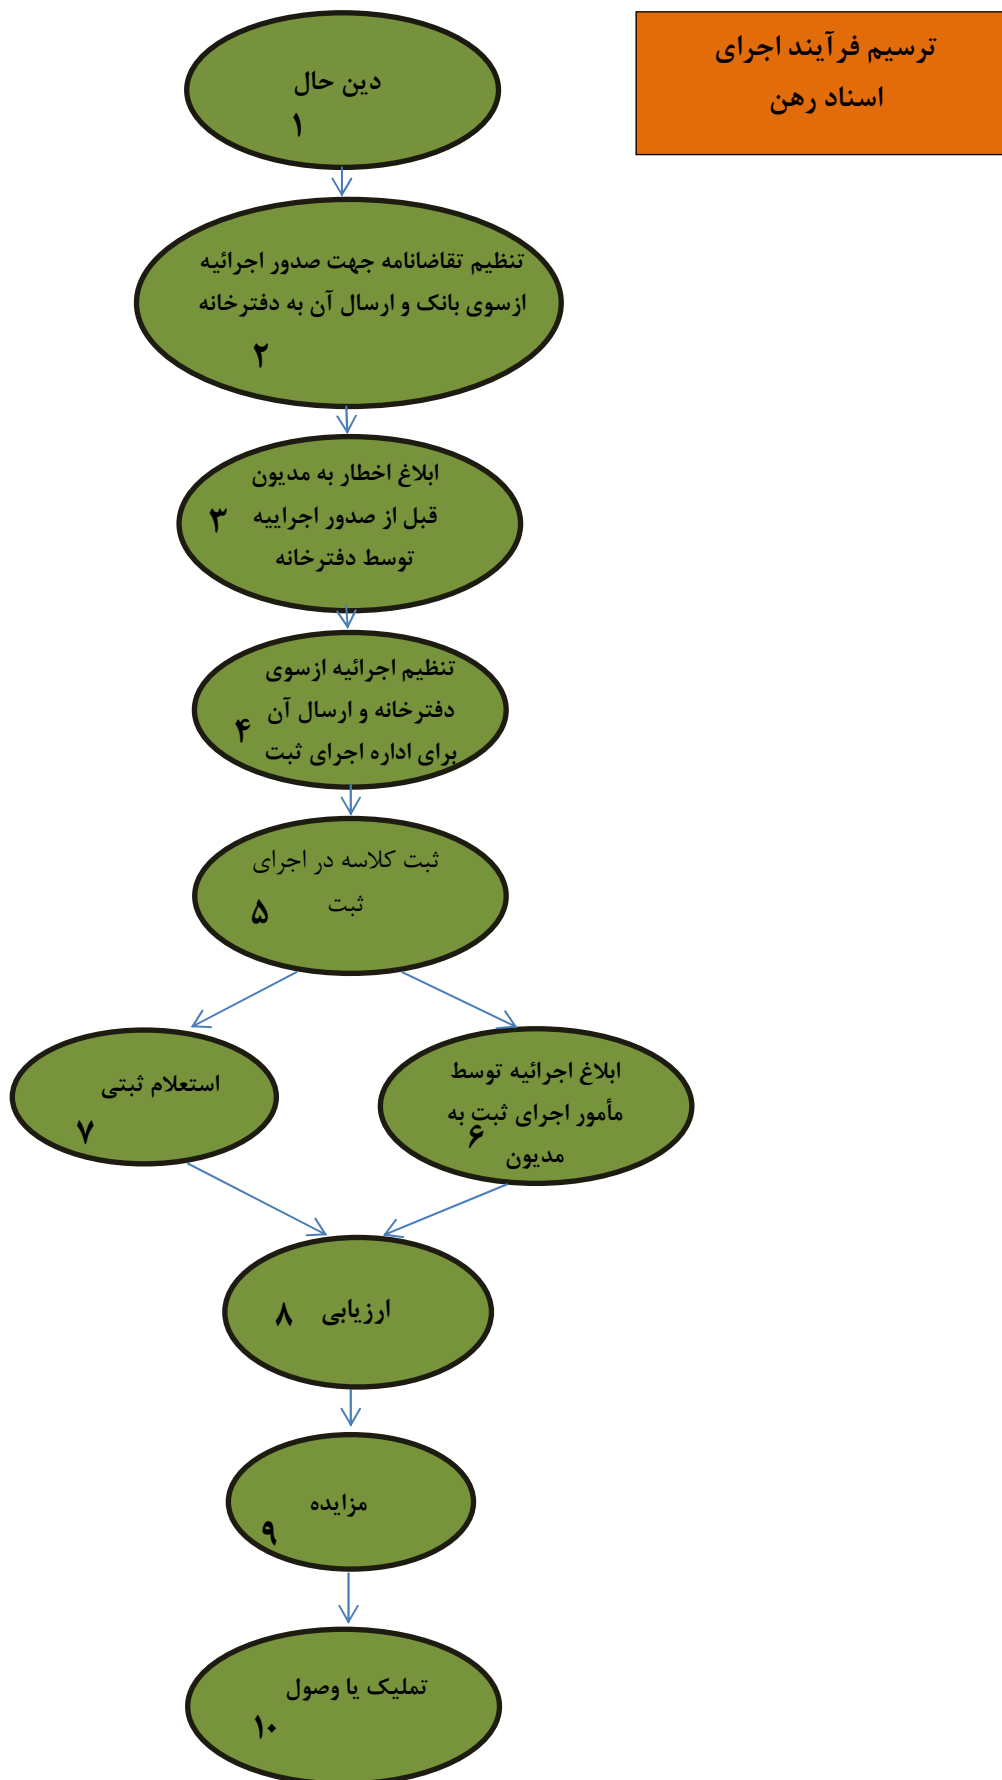 ترسیم فرآیند اجرای
اسناد رهن
دین حال
۱
تنظیم تقاضانامه جهت صدور اجرائیه
ازسوی بانک و ارسال آن به دفترخانه
۲
ابلاغ اخطار به مدیون
قبل از صدور اجراییه
توسط دفترخانه
۳
تنظیم اجرائیه ازسوی
دفترخانه و ارسال آن
برای اداره اجرای ثبت
۴
ثبت کلاسه در اجرای
ثبت
۵
ابلاغ اجرائیه توسط
مأمور اجرای ثبت به
مدیون
۶
استعلام ثبتی
۷
ارزیابی
۸
مزایده
۹
تملیک یا وصول
۱۰